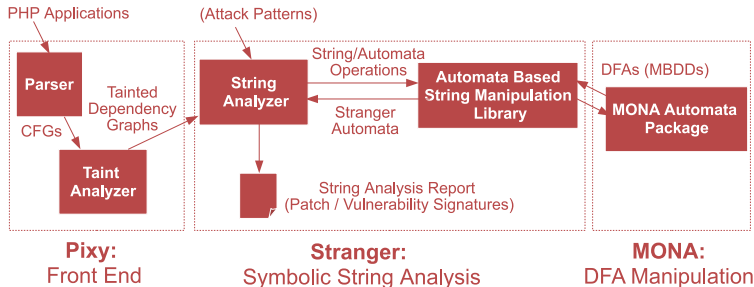 PHP Applications
(Attack Patterns)
Parser
CFGs
Tainted
Dependency
Graphs
Taint
Analyzer
String
Analyzer
String/Automata
Operations
Stranger
Automata
Automata Based
String Manipulation
Library
DFAs (MBDDs)
MONA Automata
Package
String Analysis Report
(Patch / Vulnerability Signatures)
Pixy:
Front End
Stranger:
Symbolic String Analysis
MONA:
DFA Manipulation